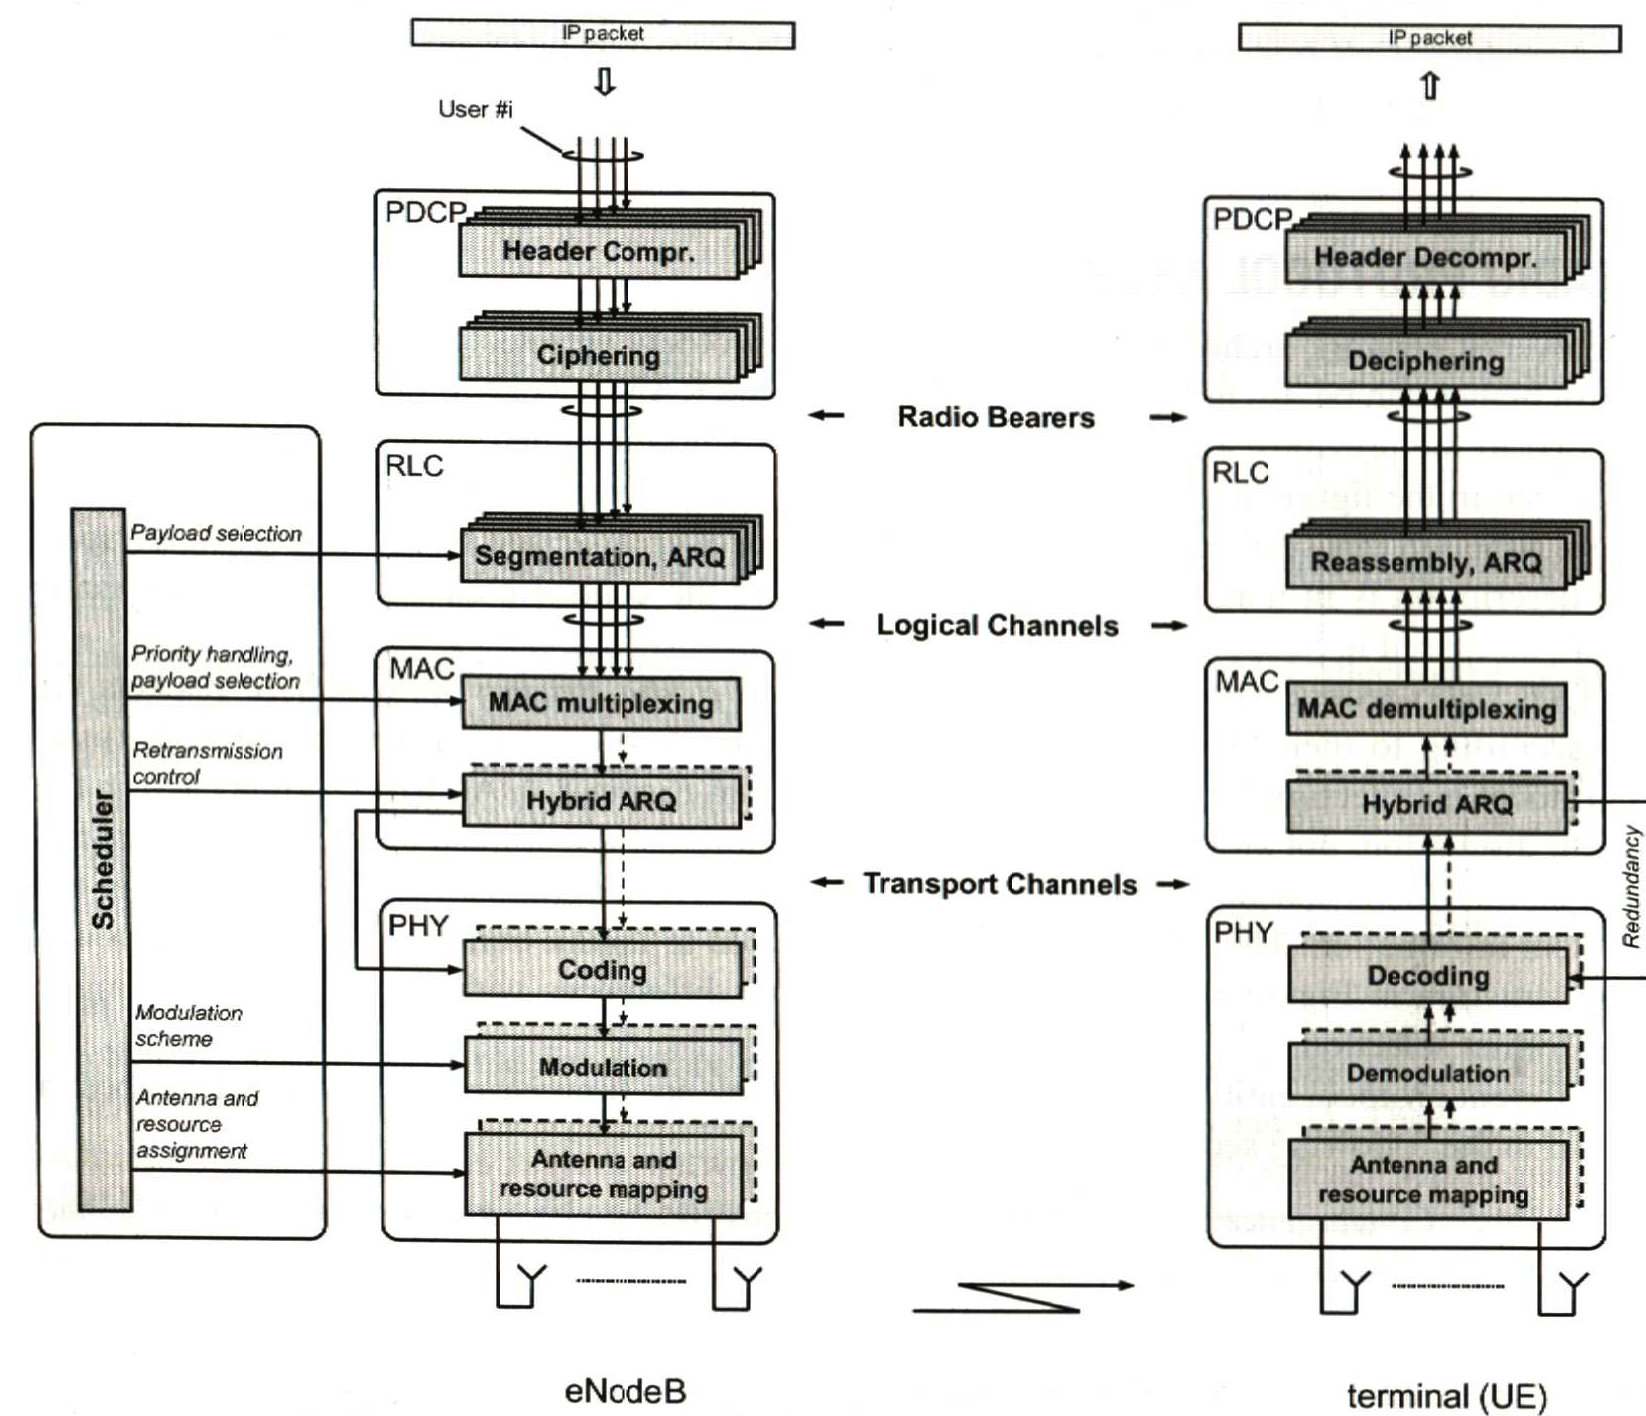 IP packet
User #i
PDCP
Header Compr.
Ciphering
RLC
Segmentation, ARQ
MAC
MAC multiplexing
Hybrid ARQ
PHY
Coding
Modulation
Antenna and
resource mapping
eNodeB
Scheduler
Payload selection
Priority handling,
payload selection
Retransmission
control
Modulation
scheme
Antenna and
resource
assignment
Radio Bearers
Logical Channels
Transport Channels
IP packet
PDCP
Header Decompr.
Deciphering
RLC
Reassembly, ARQ
MAC
MAC demultiplexing
Hybrid ARQ
Redundancy
PHY
Decoding
Demodulation
Antenna and
resource mapping
terminal (UE)